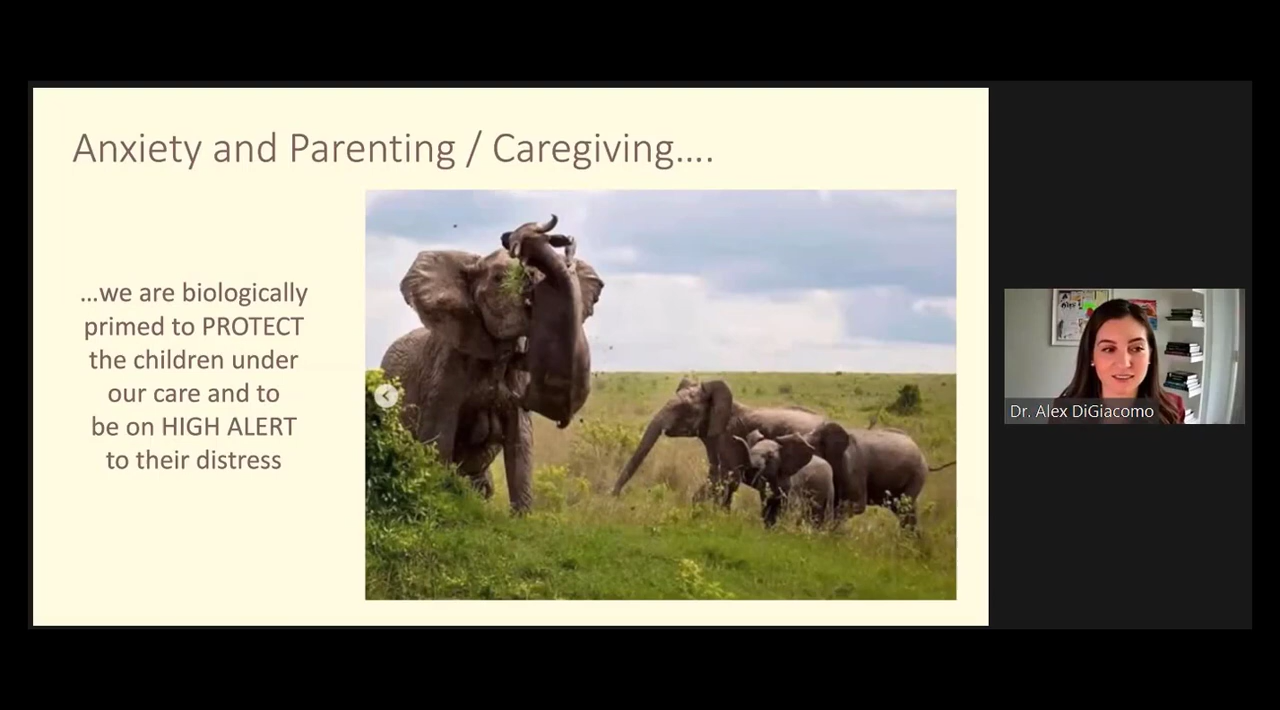 Anxiety and Parenting / Caregiving....
...we are biologically
primed to PROTECT
the children under
our care and to
be on HIGH ALERT
to their distress
Dr. Alex DiGiacomo